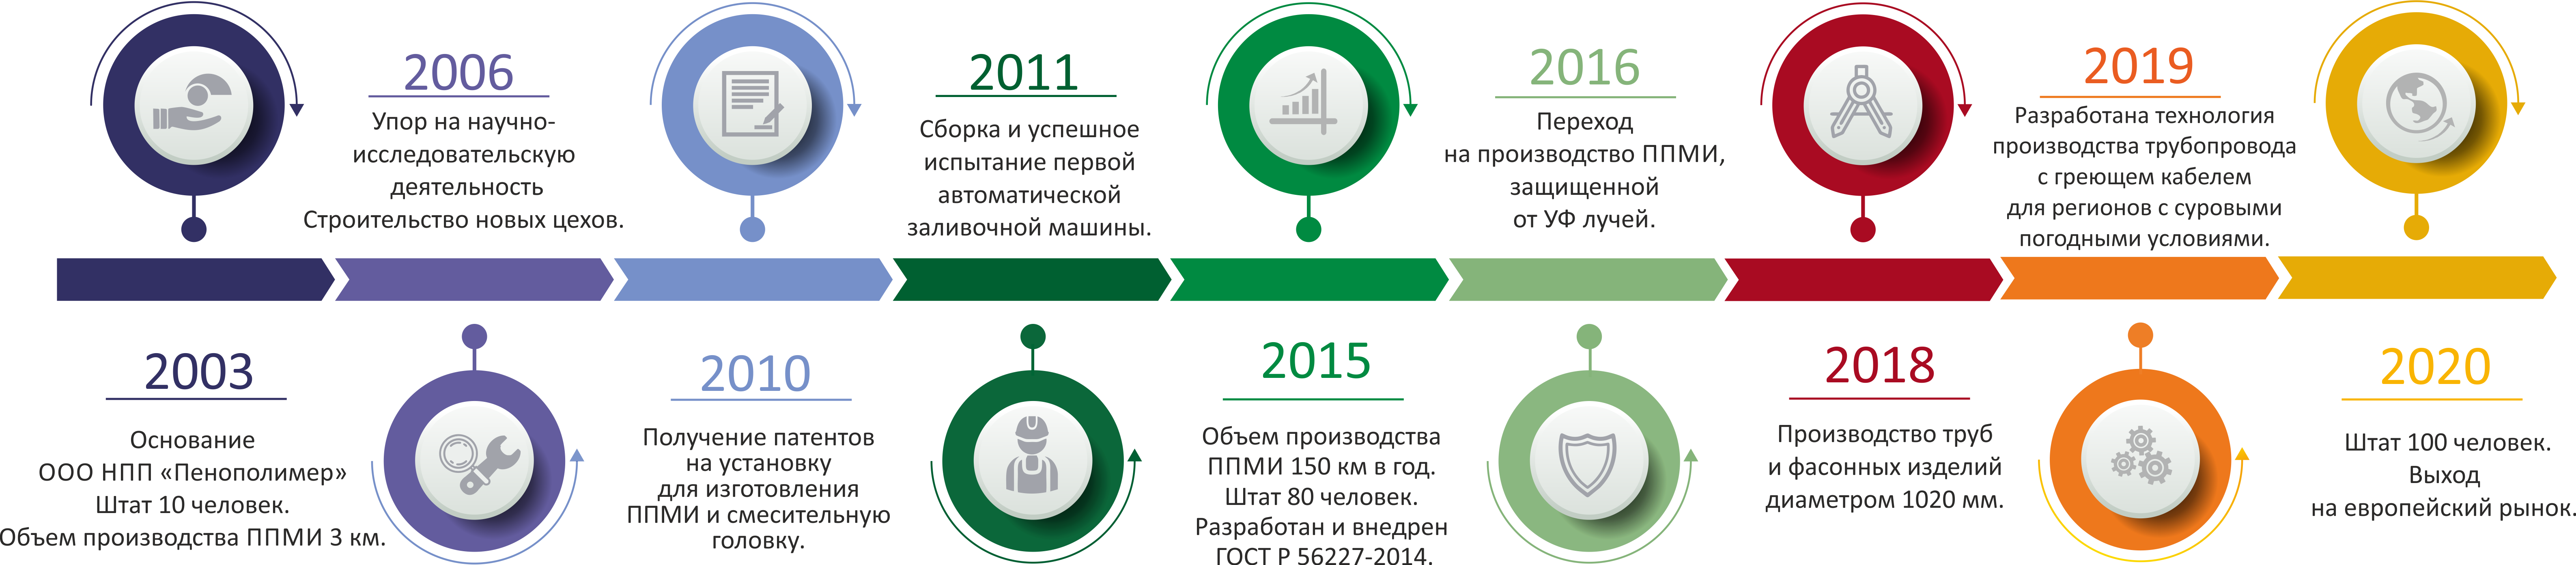 2003
Основание
ООО НПП «Пенополимер»
Штат 10 человек.
Объем производства ППМИ 3 км.
2006
Упор на научно-
исследовательскую
деятельность
Строительство новых цехов.
2010
Получение патентов
на установку
для изготовления
ППМИ и смесительную
головку.
2011
Сборка и успешное
испытание первой
автоматической
заливочной машины.
2015
Объем производства
ППМИ 150 км в год.
Штат 80 человек.
Разработан и внедрен
ГОСТ Р 56227-2014.
2016
Переход
на производство ППМИ,
защищенной
от УФ лучей.
2018
Производство труб
и фасонных изделий
диаметром 1020 мм.
2019
Разработана технология
производства трубопровода
с греющем кабелем
для регионов с суровыми
погодными условиями.
2020
Штат 100 человек.
Выход
на европейский рынок.